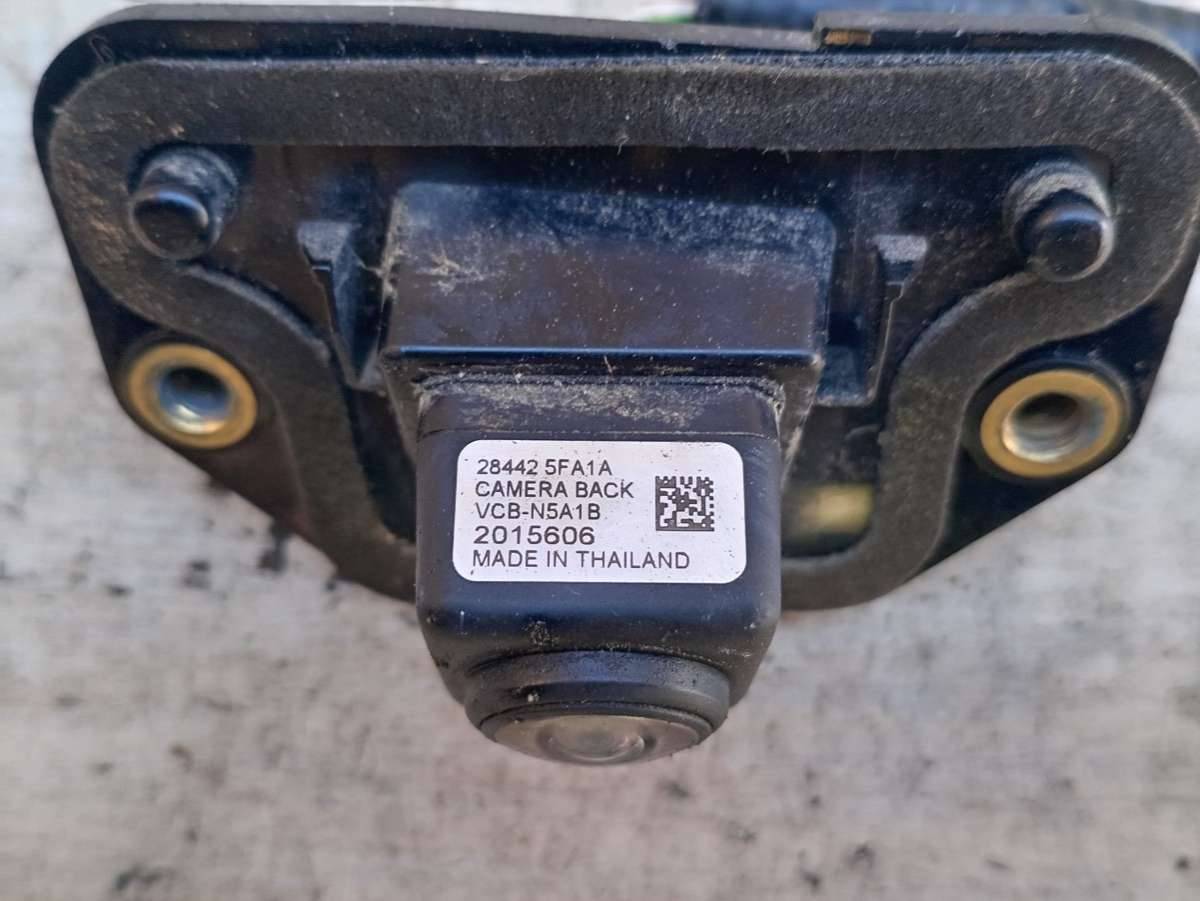 28442 5FA1A
CAMERA BACK
VCB-N5A1B
2015606
MADE IN THAILAND